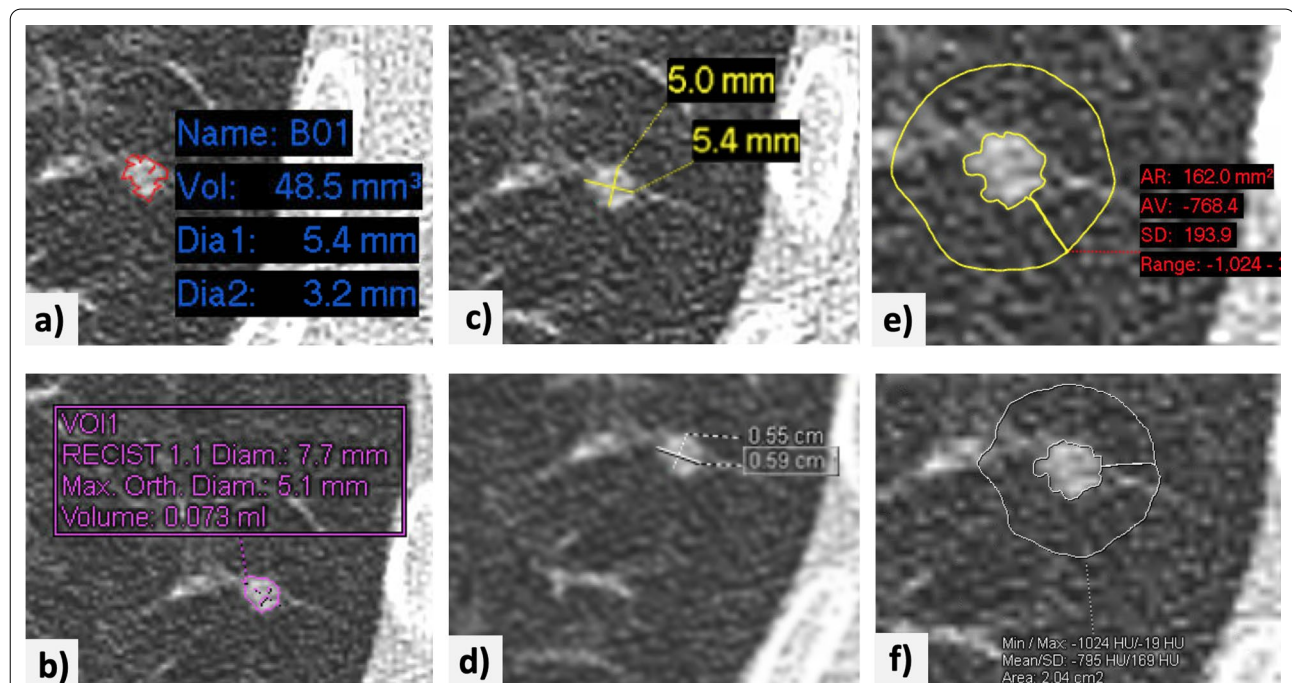 Name: B01
Vol: 48.5 mm³
Dia1: 5.4 mm
Dia2: 3.2 mm
a)
5.0 mm
5.4 mm
c)
AR: 162.0 mm²
AV: -768.4
SD: 193.9
Range: -1,024 -
e)
VOI1
RECIST 1.1 Diam.: 7.7 mm
Max. Orth. Diam.: 5.1 mm
Volume: 0.073 ml
b)
0.55 cm
0.59 cm
d)
Min / Max: -1024 HU/-19 HU
Mean/SD: -795 HU/169 HU
Area: 2.04 cm2
f)